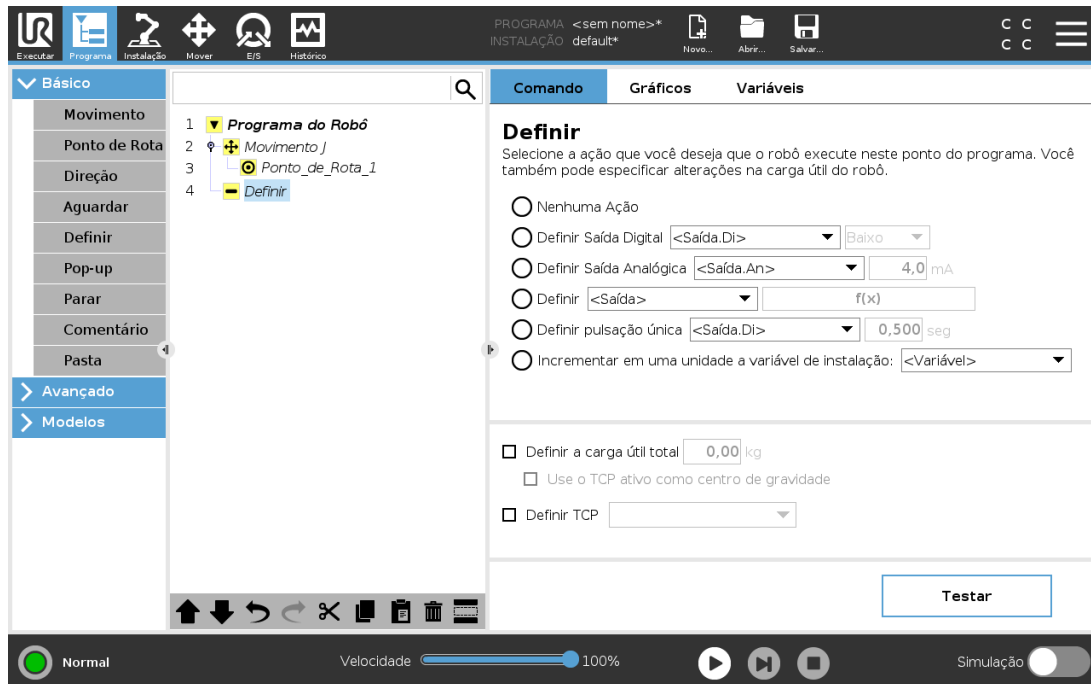 PROGRAMA <sem nome>*
INSTALAÇÃO default*
Executar Programa Instalação Mover E/S Histórico Novo... Abrir... Salvar...
C C
C C
Básico
Movimento
Ponto de Rota
Direção
Aguardar
Definir
Pop-up
Parar
Comentário
Pasta
Avançado
Modelos
1 Programa do Robô
2 Movimento J
3 Ponto_de_Rota_1
4 Definir
Comando Gráficos Variáveis
Definir
Selecione a ação que você deseja que o robô execute neste ponto do programa. Você
também pode especificar alterações na carga útil do robô.
Nenhuma Ação
Definir Saída Digital <Saída.Di> Baixo
Definir Saída Analógica <Saída.An> 4,0 mA
Definir <Saída> f(x)
Definir pulsação única <Saída.Di> 0,500 seg
Incrementar em uma unidade a variável de instalação: <Variável>
Definir a carga útil total 0,00 kg
Use o TCP ativo como centro de gravidade
Definir TCP
Testar
Normal Velocidade 100% Simulação